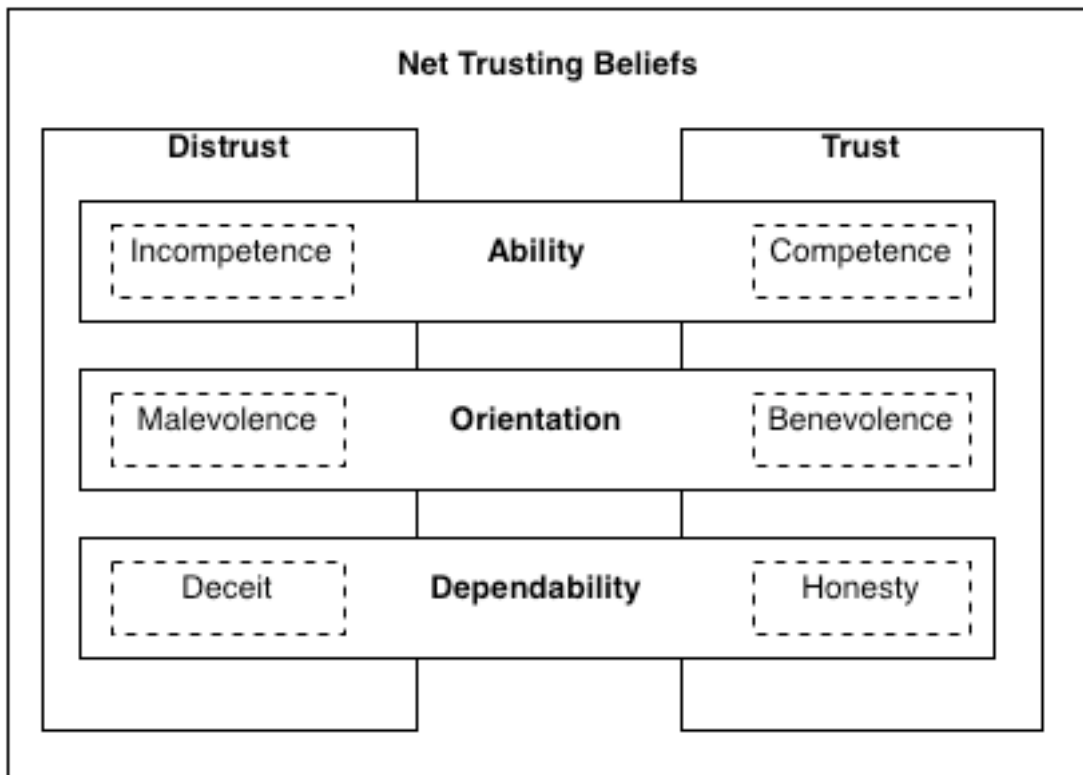 Net Trusting Beliefs
Distrust Trust
Incompetence Ability Competence
Malevolence Orientation Benevolence
Deceit Dependability Honesty